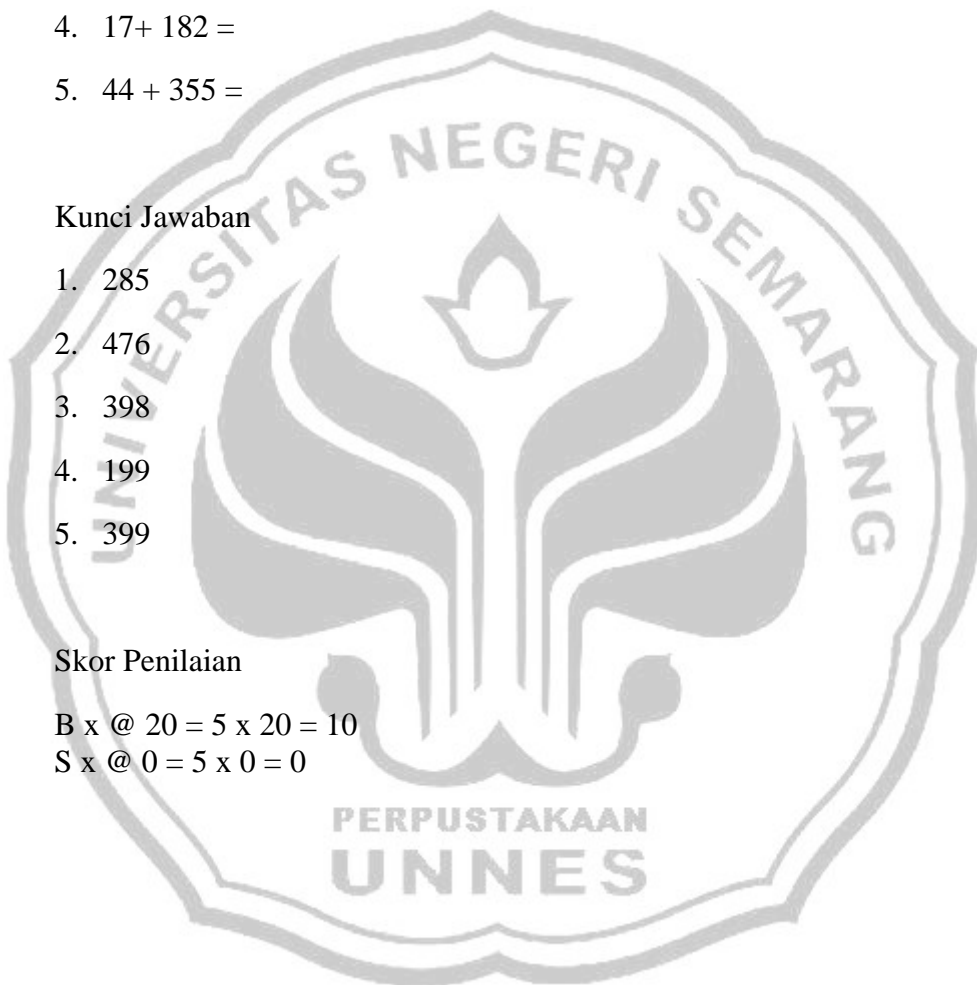 4. 17+ 182 =
5. 44 + 355 =
UNIVERSITAS NEGERI SEMARANG
Kunci Jawaban
1. 285
2. 476
3. 398
4. 199
5. 399
Skor Penilaian
B x @ 20 = 5 x 20 = 10
S x @ 0 = 5 x 0 = 0
PERPUSTAKAAN
UNNES